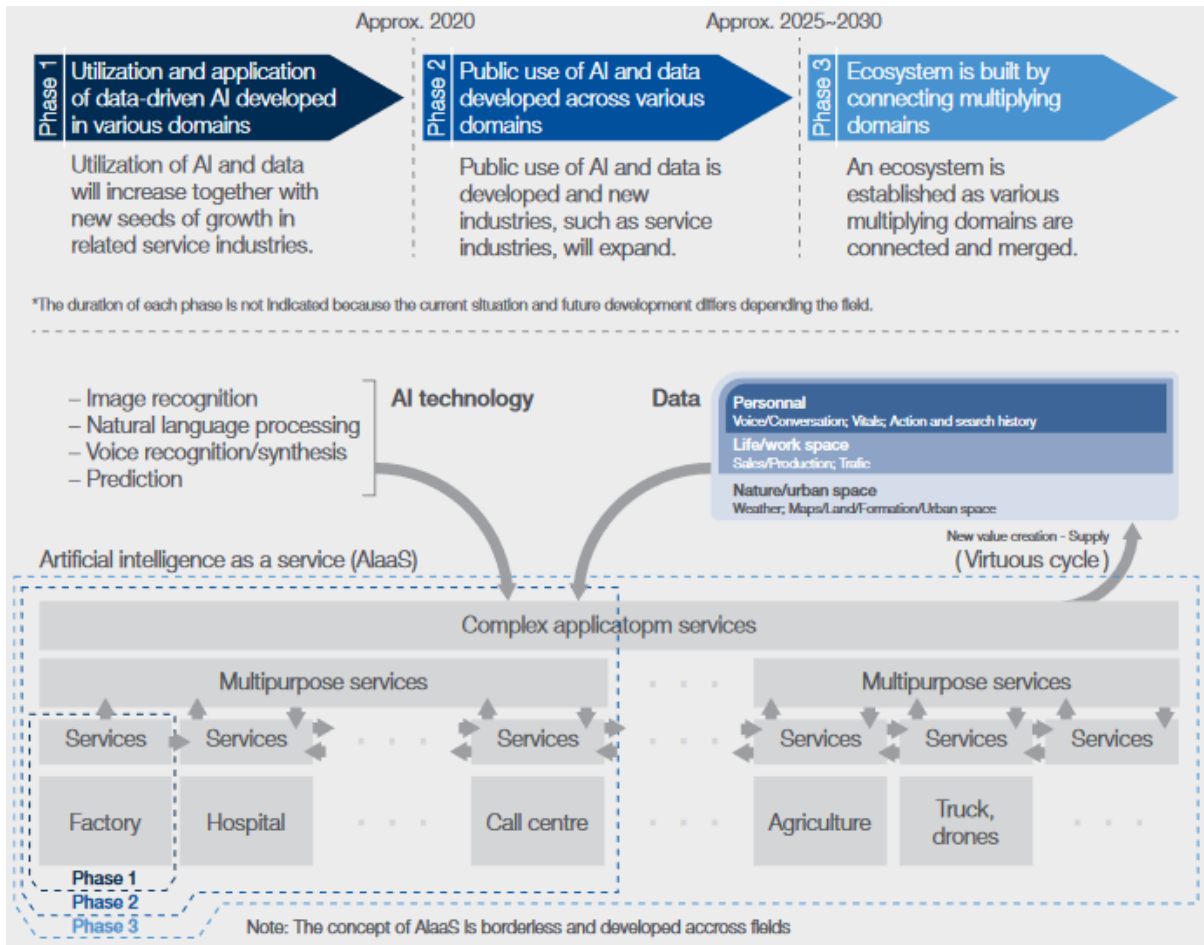 Approx. 2020
Approx. 2025~2030
Phase 1
Utilization and application
of data-driven AI developed
in various domains
Phase 2
Public use of AI and data
developed across various
domains
Phase 3
Ecosystem is built by
connecting multiplying
domains
Utilization of AI and data
will increase together with
new seeds of growth in
related service industries.
Public use of AI and data is
developed and new
industries, such as service
industries, will expand.
An ecosystem is
established as various
multiplying domains are
connected and merged.
*The duration of each phase is not indicated because the current situation and future development differs depending the field.
– Image recognition
– Natural language processing
– Voice recognition/synthesis
– Prediction
AI technology
Data
Personnal
Voice/Conversation; Vitals; Action and search history
Life/work space
Sales/Production; Trafic
Nature/urban space
Weather; Maps/Land/Formation/Urban space
New value creation - Supply
(Virtuous cycle)
Artificial intelligence as a service (AIaaS)
Complex applicatopm services
Multipurpose services
. . .
Multipurpose services
Services
Services
. . .
Services
. . .
Services
Services
Services
Factory
Hospital
. . .
Call centre
. . .
Agriculture
Truck,
drones
. . .
Phase 1
Phase 2
Phase 3
Note: The concept of AIaaS is borderless and developed accross fields